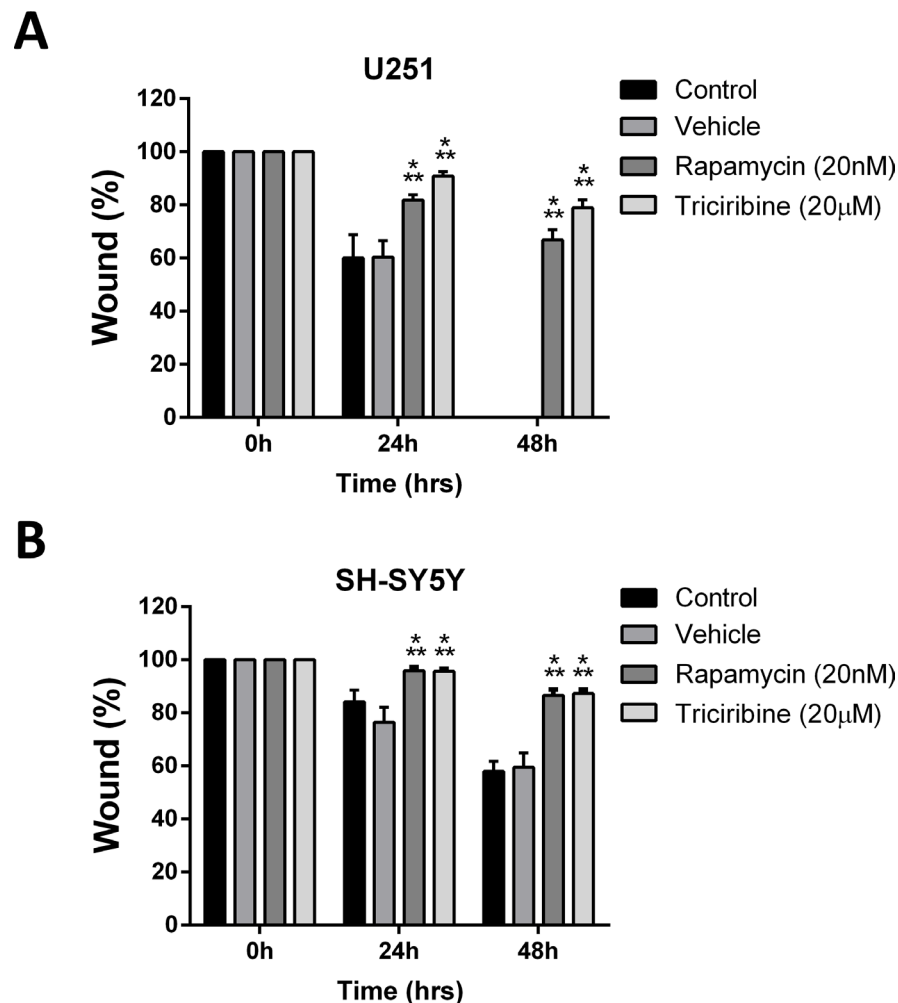 A
U251
Control
Vehicle
Rapamycin (20nM)
Triciribine (20μM)
Wound (%)
120
100
80
60
40
20
0
*
**
*
**
*
**
*
**
0h
24h
48h
Time (hrs)
B
SH-SY5Y
Control
Vehicle
Rapamycin (20nM)
Triciribine (20μM)
Wound (%)
120
100
80
60
40
20
0
*
**
*
**
*
**
*
**
0h
24h
48h
Time (hrs)